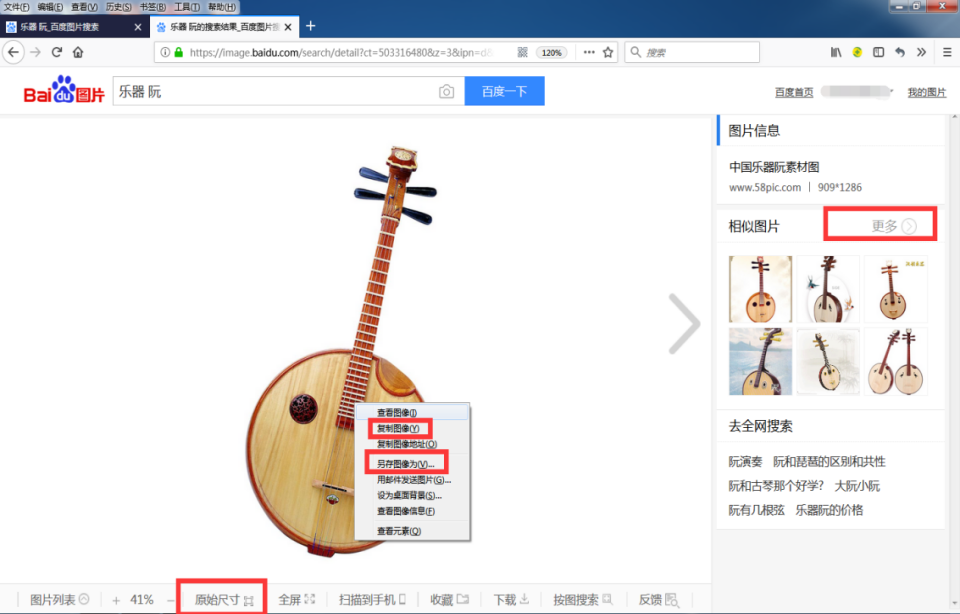 文件(F) 编辑(E) 查看(V) 历史(S) 书签(B) 工具(T) 帮助(H)
乐器 阮_百度图片搜索
乐器 阮的搜索结果_百度图片搜
https://image.baidu.com/search/detail?ct=503316480&z=3&ipn=d
120%
搜索
Bai du 图片
乐器 阮
百度一下
百度首页
我的图片
图片信息
中国乐器阮素材图
www.58pic.com | 909*1286
相似图片
更多
查看图像(I)
复制图像(Y)
复制图像地址(O)
另存图像为(V)...
用邮件发送图片(G)...
设为桌面背景(S)...
查看图像信息(F)
查看元素(Q)
去全网搜索
阮演奏 阮和琵琶的区别和共性
阮和古琴那个好学? 大阮小阮
阮有几根弦 乐器阮的价格
图片列表 + 41% − 原始尺寸 全屏 扫描到手机 收藏 下载 按图搜索 反馈